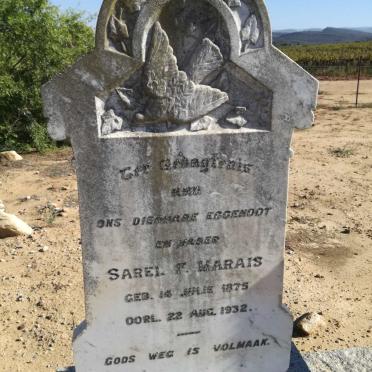 Ter Gedagtenis
AAN
ONS DIERBARE EGGENOOT
EN VADER
SAREL F. MARAIS
GEB. 14 JULIE 1875
OORL. 22 AUG. 1932.
GODS WEG IS VOLMAAK.